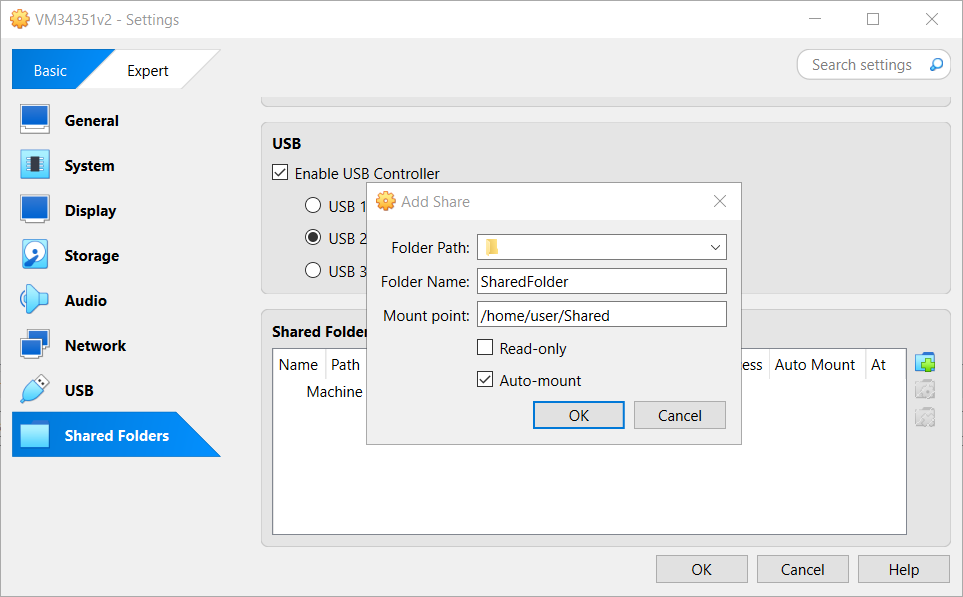 VM34351v2 - Settings
Basic
Expert
Search settings
General
System
Display
Storage
Audio
Network
USB
Shared Folders
USB
Enable USB Controller
USB 1
USB 2
USB 3
Shared Folder
Name Path ess Auto Mount At
Machine
Add Share
Folder Path:
Folder Name: SharedFolder
Mount point: /home/user/Shared
Read-only
Auto-mount
OK Cancel
OK Cancel Help